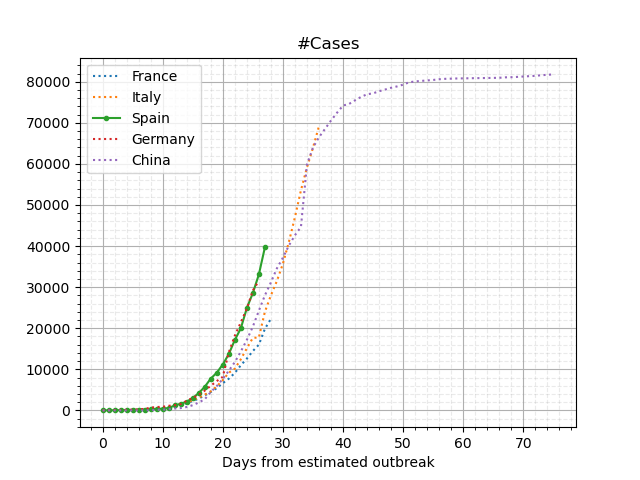 #Cases
France
Italy
Spain
Germany
China
80000
70000
60000
50000
40000
30000
20000
10000
0
0 10 20 30 40 50 60 70
Days from estimated outbreak